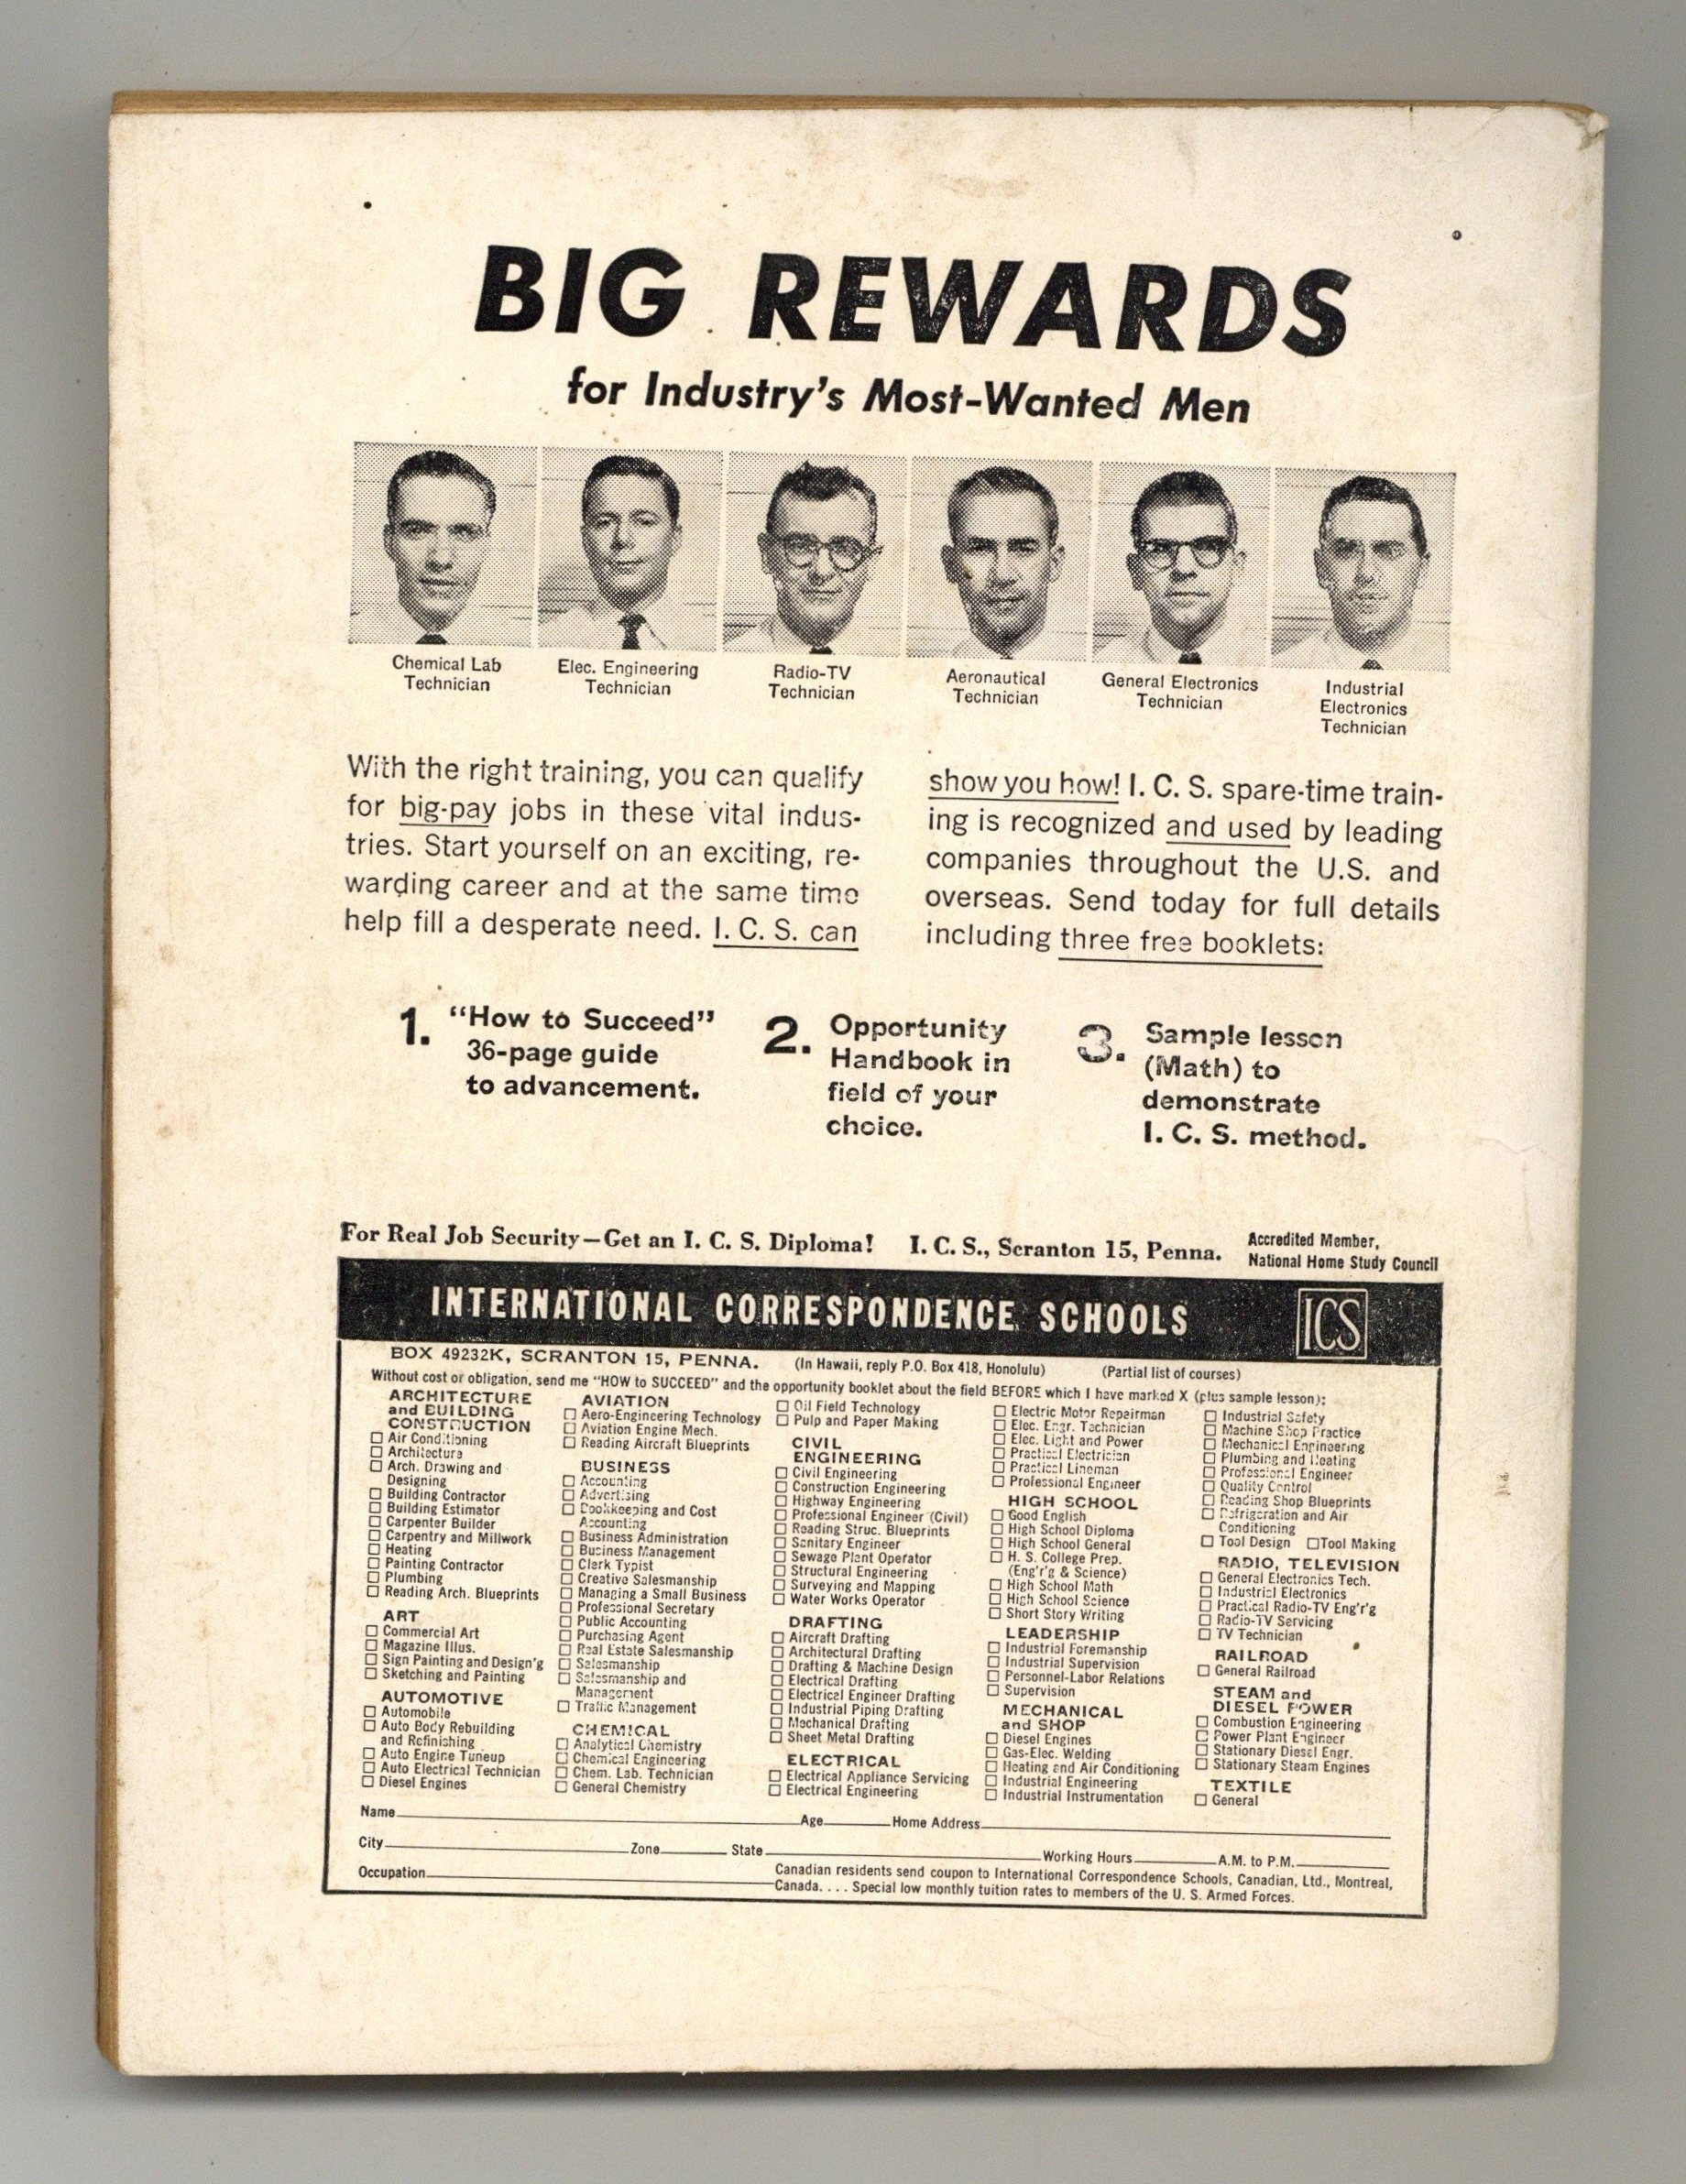 BIG REWARDS
for Industry's Most-Wanted Men
Chemical Lab
Technician
Elec. Engineering
Technician
Radio-TV
Technician
Aeronautical
Technician
General Electronics
Technician
Industrial
Electronics
Technician
With the right training, you can qualify
for big-pay jobs in these vital indus-
tries. Start yourself on an exciting, re-
warding career and at the same time
help fill a desperate need. I. C. S. can
show you how! I. C. S. spare-time train-
ing is recognized and used by leading
companies throughout the U.S. and
overseas. Send today for full details
including three free booklets:
1. "How to Succeed"
36-page guide
to advancement.
2. Opportunity
Handbook in
field of your
choice.
3. Sample lesson
(Math) to
demonstrate
I. C. S. method.
For Real Job Security—Get an I. C. S. Diploma! I. C. S., Scranton 15, Penna.
Accredited Member,
National Home Study Council
INTERNATIONAL CORRESPONDENCE SCHOOLS ICS
BOX 49232K, SCRANTON 15, PENNA. (In Hawaii, reply P.O. Box 418, Honolulu) (Partial list of courses)
Without cost or obligation, send me "HOW to SUCCEED" and the opportunity booklet about the field BEFORE which I have marked X (plus sample lesson):
ARCHITECTURE
and BUILDING
CONSTRUCTION
☐ Air Conditioning
☐ Architecture
☐ Arch. Drawing and
Designing
☐ Building Contractor
☐ Building Estimator
☐ Carpenter Builder
☐ Carpentry and Millwork
☐ Heating
☐ Painting Contractor
☐ Plumbing
☐ Reading Arch. Blueprints
ART
☐ Commercial Art
☐ Magazine Illus.
☐ Sign Painting and Design'g
☐ Sketching and Painting
AUTOMOTIVE
☐ Automobile
☐ Auto Body Rebuilding
and Refinishing
☐ Auto Engine Tuneup
☐ Auto Electrical Technician
☐ Diesel Engines
AVIATION
☐ Aero-Engineering Technology
☐ Aviation Engine Mech.
☐ Reading Aircraft Blueprints
BUSINESS
☐ Accounting
☐ Advertising
☐ Bookkeeping and Cost
Accounting
☐ Business Administration
☐ Business Management
☐ Clerk Typist
☐ Creative Salesmanship
☐ Managing a Small Business
☐ Professional Secretary
☐ Public Accounting
☐ Purchasing Agent
☐ Real Estate Salesmanship
☐ Salesmanship
☐ Salesmanship and
Management
☐ Traffic Management
CHEMICAL
☐ Analytical Chemistry
☐ Chemical Engineering
☐ Chem. Lab. Technician
☐ General Chemistry
☐ Oil Field Technology
☐ Pulp and Paper Making
CIVIL
ENGINEERING
☐ Civil Engineering
☐ Construction Engineering
☐ Highway Engineering
☐ Professional Engineer (Civil)
☐ Reading Struc. Blueprints
☐ Sanitary Engineer
☐ Sewage Plant Operator
☐ Structural Engineering
☐ Surveying and Mapping
☐ Water Works Operator
DRAFTING
☐ Aircraft Drafting
☐ Architectural Drafting
☐ Drafting & Machine Design
☐ Electrical Drafting
☐ Electrical Engineer Drafting
☐ Industrial Piping Drafting
☐ Mechanical Drafting
☐ Sheet Metal Drafting
ELECTRICAL
☐ Electrical Appliance Servicing
☐ Electrical Engineering
☐ Electric Motor Repairman
☐ Elec. Engr. Technician
☐ Elec. Light and Power
☐ Practical Electrician
☐ Practical Lineman
☐ Professional Engineer
HIGH SCHOOL
☐ Good English
☐ High School Diploma
☐ High School General
☐ H. S. College Prep.
(Eng'r'g & Science)
☐ High School Math
☐ High School Science
☐ Short Story Writing
LEADERSHIP
☐ Industrial Foremanship
☐ Industrial Supervision
☐ Personnel-Labor Relations
☐ Supervision
MECHANICAL
and SHOP
☐ Diesel Engines
☐ Gas-Elec. Welding
☐ Heating and Air Conditioning
☐ Industrial Engineering
☐ Industrial Instrumentation
☐ Industrial Safety
☐ Machine Shop Practice
☐ Mechanical Engineering
☐ Plumbing and Heating
☐ Professional Engineer
☐ Quality Control
☐ Reading Shop Blueprints
☐ Refrigeration and Air
Conditioning
☐ Tool Design ☐ Tool Making
RADIO, TELEVISION
☐ General Electronics Tech.
☐ Industrial Electronics
☐ Practical Radio-TV Eng'r'g
☐ Radio-TV Servicing
☐ TV Technician
RAILROAD
☐ General Railroad
STEAM and
DIESEL POWER
☐ Combustion Engineering
☐ Power Plant Engineer
☐ Stationary Diesel Engr.
☐ Stationary Steam Engines
TEXTILE
☐ General
Name Age Home Address
City Zone State Working Hours A.M. to P.M.
Occupation
Canadian residents send coupon to International Correspondence Schools, Canadian, Ltd., Montreal,
Canada. . . . Special low monthly tuition rates to members of the U. S. Armed Forces.